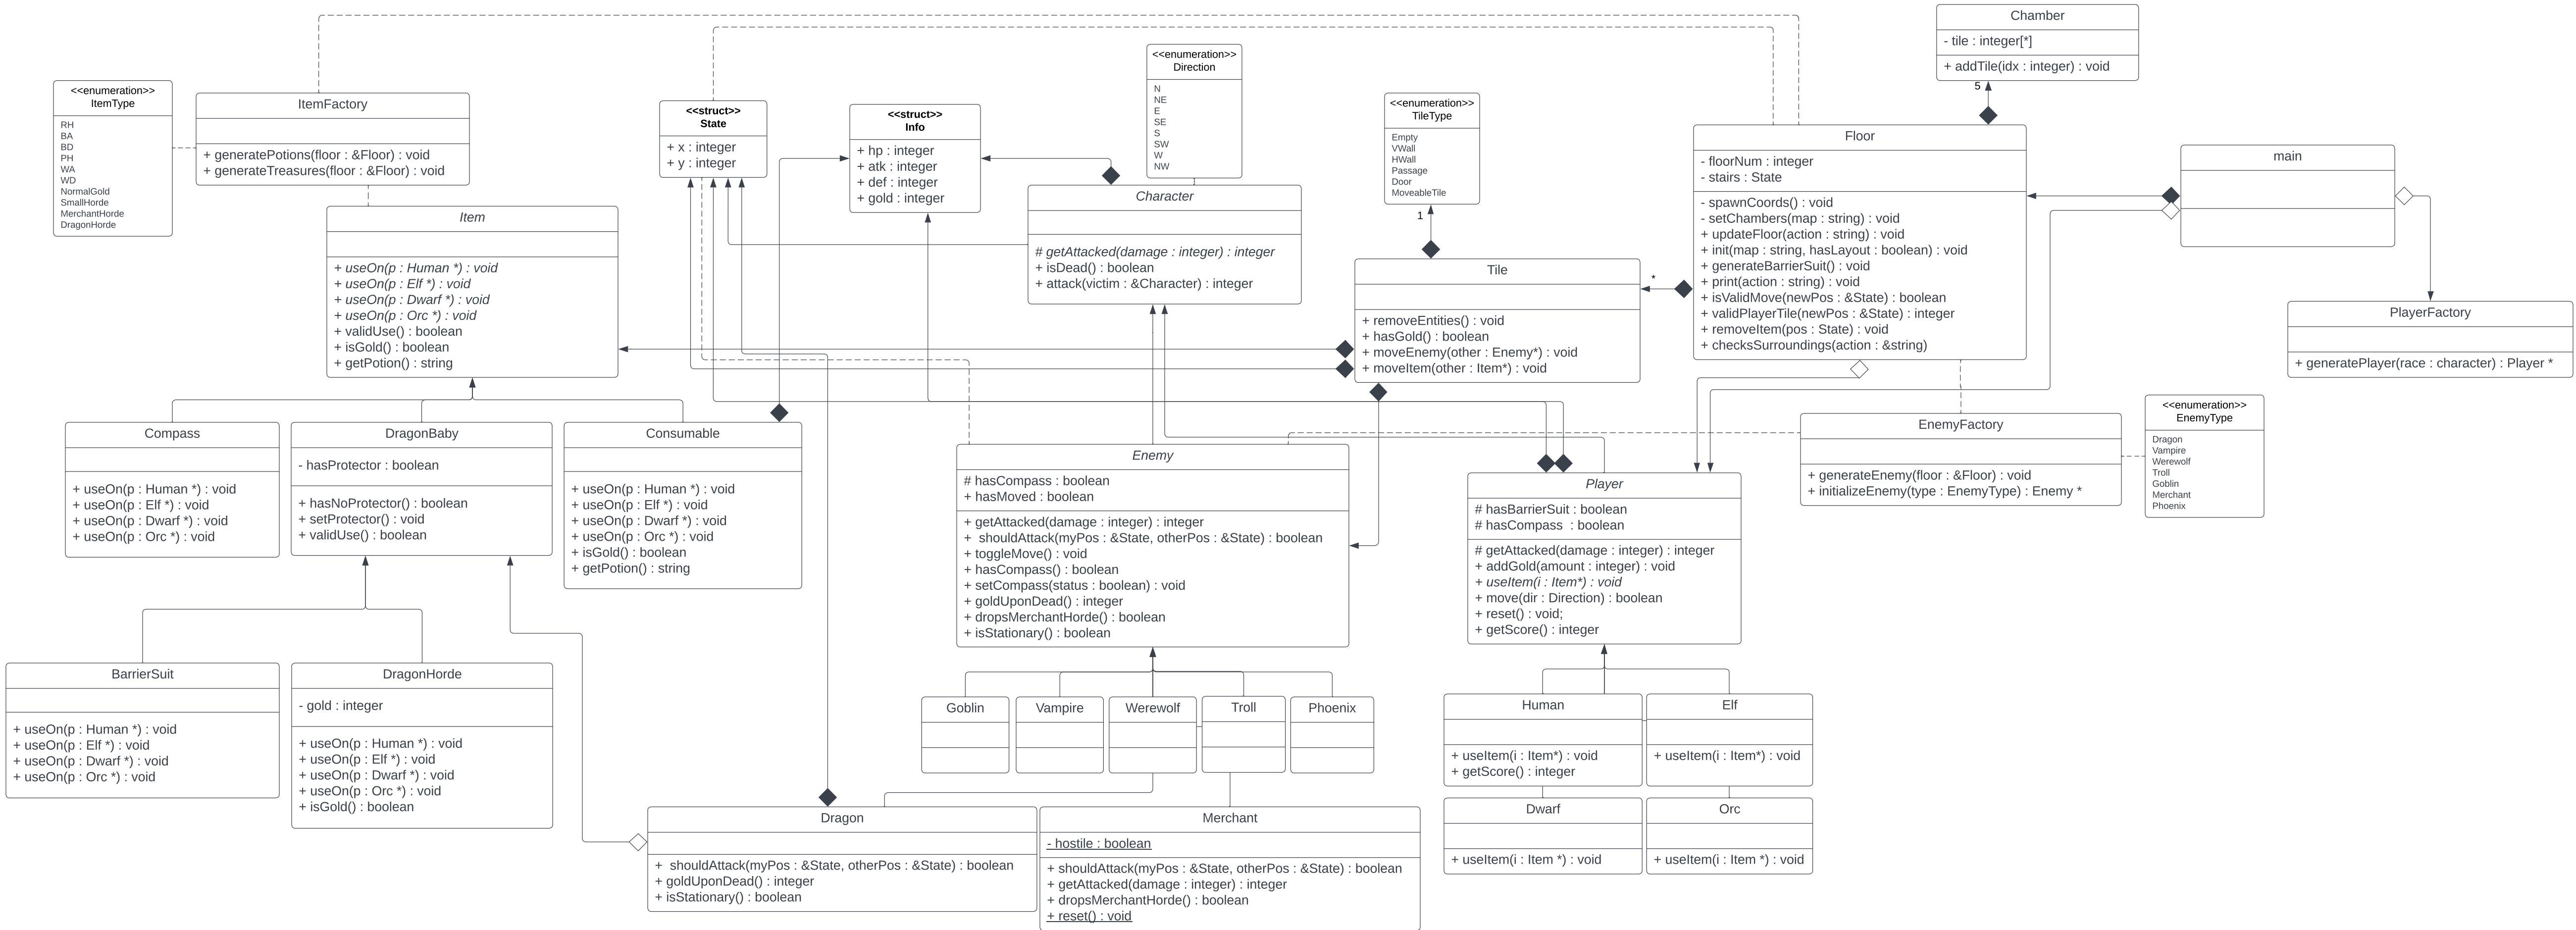 <<enumeration>>
ItemType
RH
BA
BD
PH
WA
WD
NormalGold
SmallHorde
MerchantHorde
DragonHorde
ItemFactory
+ generatePotions(floor : &Floor) : void
+ generateTreasures(floor : &Floor) : void
<<struct>>
State
+ x : integer
+ y : integer
<<struct>>
Info
+ hp : integer
+ atk : integer
+ def : integer
+ gold : integer
<<enumeration>>
Direction
N
NE
E
SE
S
SW
W
NW
<<enumeration>>
TileType
Empty
VWall
HWall
Passage
Door
MoveableTile
1
Chamber
- tile : integer[*]
+ addTile(idx : integer) : void
5
Floor
- floorNum : integer
- stairs : State
- spawnCoords() : void
- setChambers(map : string) : void
+ updateFloor(action : string) : void
+ init(map : string, hasLayout : boolean) : void
+ generateBarrierSuit() : void
+ print(action : string) : void
+ isValidMove(newPos : &State) : boolean
+ validPlayerTile(newPos : &State) : integer
+ removeItem(pos : State) : void
+ checksSurroundings(action : &string)
main
PlayerFactory
+ generatePlayer(race : character) : Player *
Item
+ useOn(p : Human *) : void
+ useOn(p : Elf *) : void
+ useOn(p : Dwarf *) : void
+ useOn(p : Orc *) : void
+ validUse() : boolean
+ isGold() : boolean
+ getPotion() : string
Character
# getAttacked(damage : integer) : integer
+ isDead() : boolean
+ attack(victim : &Character) : integer
Tile
+ removeEntities() : void
+ hasGold() : boolean
+ moveEnemy(other : Enemy*) : void
+ moveItem(other : Item*) : void
*
Compass
+ useOn(p : Human *) : void
+ useOn(p : Elf *) : void
+ useOn(p : Dwarf *) : void
+ useOn(p : Orc *) : void
DragonBaby
- hasProtector : boolean
+ hasNoProtector() : boolean
+ setProtector() : void
+ validUse() : boolean
Consumable
+ useOn(p : Human *) : void
+ useOn(p : Elf *) : void
+ useOn(p : Dwarf *) : void
+ useOn(p : Orc *) : void
+ isGold() : boolean
+ getPotion() : string
Enemy
# hasCompass : boolean
+ hasMoved : boolean
+ getAttacked(damage : integer) : integer
+  shouldAttack(myPos : &State, otherPos : &State) : boolean
+ toggleMove() : void
+ hasCompass() : boolean
+ setCompass(status : boolean) : void
+ goldUponDead() : integer
+ dropsMerchantHorde() : boolean
+ isStationary() : boolean
Player
# hasBarrierSuit : boolean
# hasCompass  : boolean
# getAttacked(damage : integer) : integer
+ addGold(amount : integer) : void
+ useItem(i : Item*) : void
+ move(dir : Direction) : boolean
+ reset() : void;
+ getScore() : integer
EnemyFactory
+ generateEnemy(floor : &Floor) : void
+ initializeEnemy(type : EnemyType) : Enemy *
<<enumeration>>
EnemyType
Dragon
Vampire
Werewolf
Troll
Goblin
Merchant
Phoenix
BarrierSuit
+ useOn(p : Human *) : void
+ useOn(p : Elf *) : void
+ useOn(p : Dwarf *) : void
+ useOn(p : Orc *) : void
DragonHorde
- gold : integer
+ useOn(p : Human *) : void
+ useOn(p : Elf *) : void
+ useOn(p : Dwarf *) : void
+ useOn(p : Orc *) : void
+ isGold() : boolean
Goblin
Vampire
Werewolf
Troll
Phoenix
Human
+ useItem(i : Item*) : void
+ getScore() : integer
Elf
+ useItem(i : Item*) : void
Dragon
+  shouldAttack(myPos : &State, otherPos : &State) : boolean
+ goldUponDead() : integer
+ isStationary() : boolean
Merchant
- hostile : boolean
+ shouldAttack(myPos : &State, otherPos : &State) : boolean
+ getAttacked(damage : integer) : integer
+ dropsMerchantHorde() : boolean
+ reset() : void
Dwarf
+ useItem(i : Item *) : void
Orc
+ useItem(i : Item *) : void